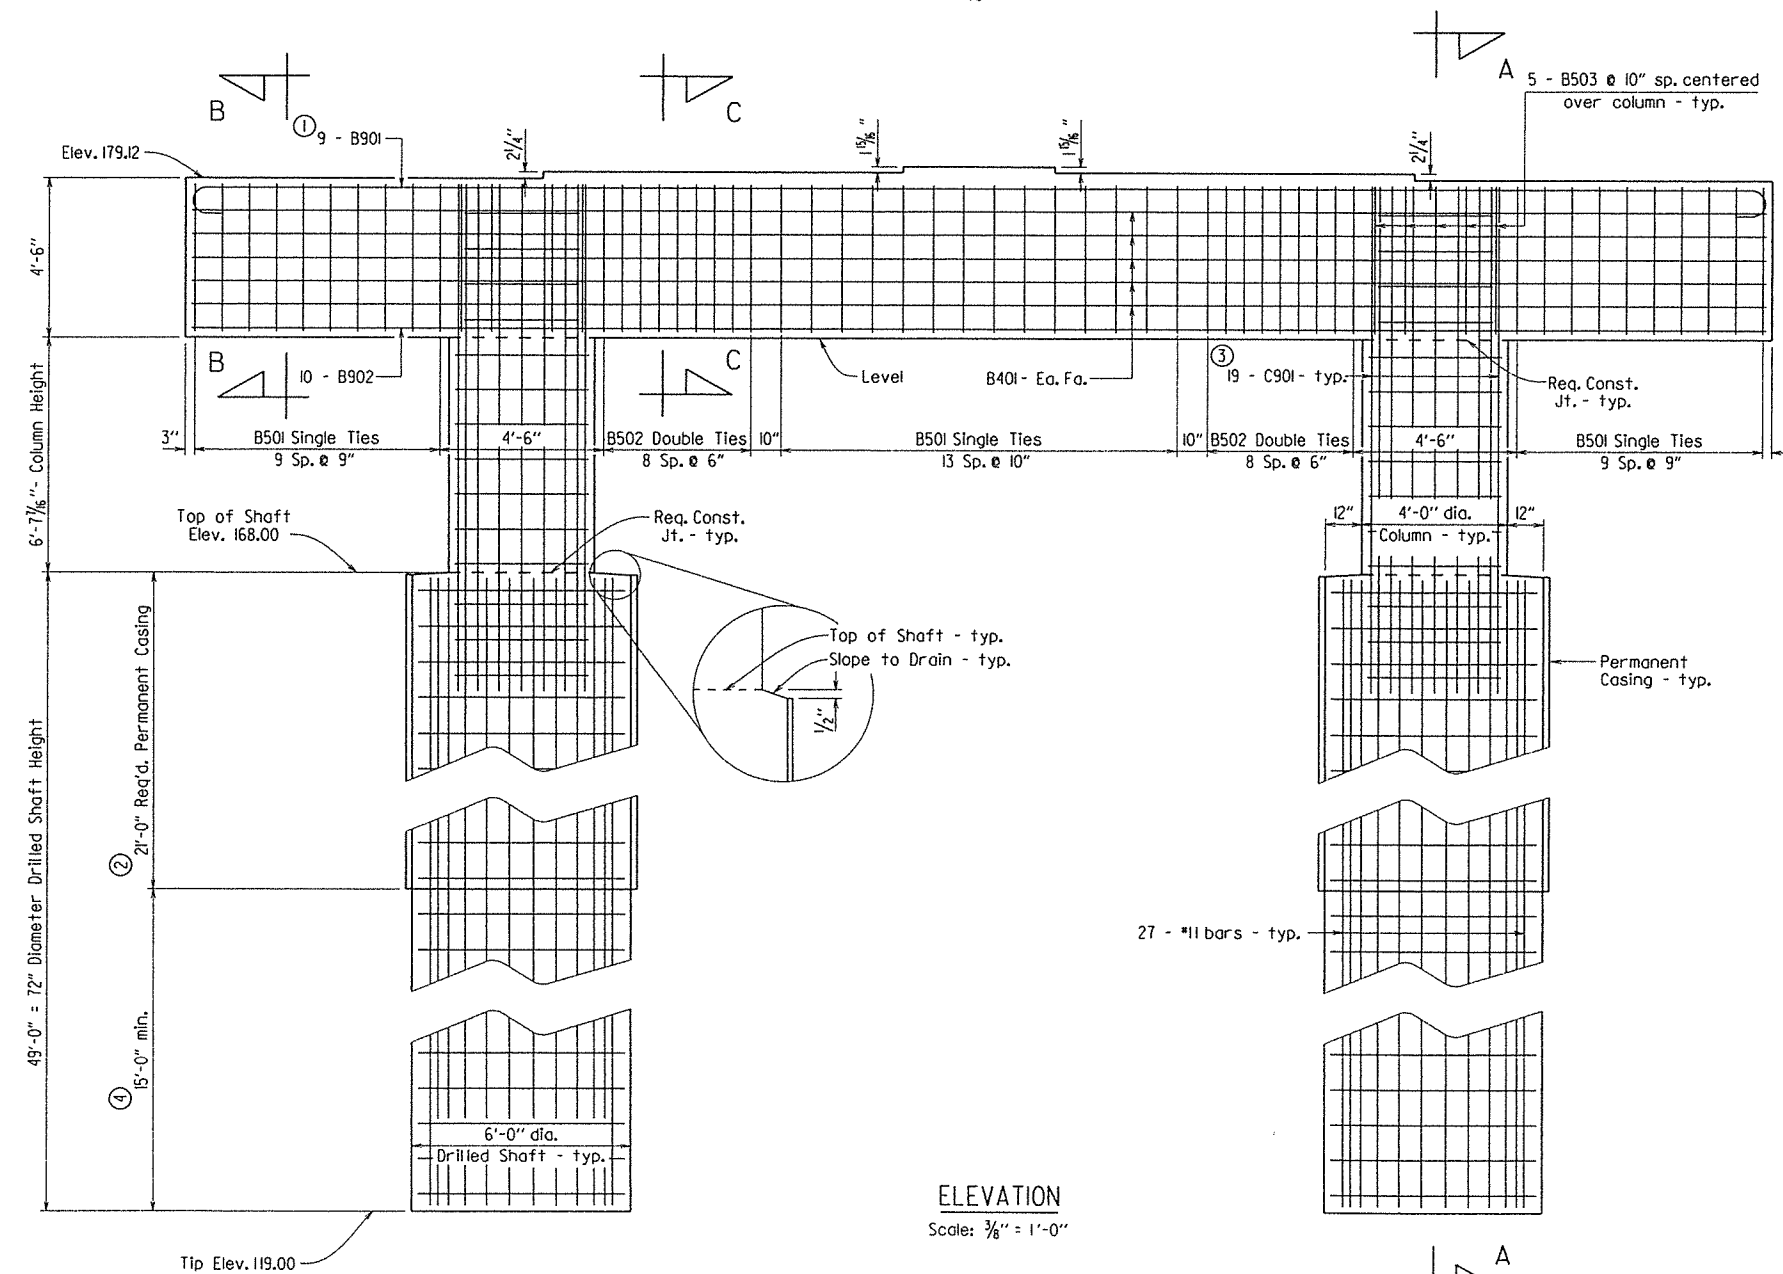 A
5 - B503 @ 10" sp. centered
over column - typ.
B
C
① 9 - B901
Elev. 179.12
2¼"
1 15/16"
1 15/16"
2¼"
4'-6"
B
C
10 - B902
Level
B401 - Ea. Fa.
③
19 - C901 - typ.
Req. Const.
Jt. - typ.
3"
B501 Single Ties
9 Sp. @ 9"
4'-6"
B502 Double Ties
8 Sp. @ 6"
10"
B501 Single Ties
13 Sp. @ 10"
10"
B502 Double Ties
8 Sp. @ 6"
4'-6"
B501 Single Ties
9 Sp. @ 9"
6'-7 7/16" - Column Height
Top of Shaft
Elev. 168.00
Req. Const.
Jt. - typ.
12"
4'-0" dia.
Column - typ.
12"
Top of Shaft - typ.
Slope to Drain - typ.
½"
Permanent
Casing - typ.
② 21'-0" Req'd. Permanent Casing
49'-0" = 72" Diameter Drilled Shaft Height
27 - #11 bars - typ.
④ 15'-0" min.
6'-0" dia.
Drilled Shaft - typ.
Tip Elev. 119.00
ELEVATION
Scale: ⅜" = 1'-0"
A